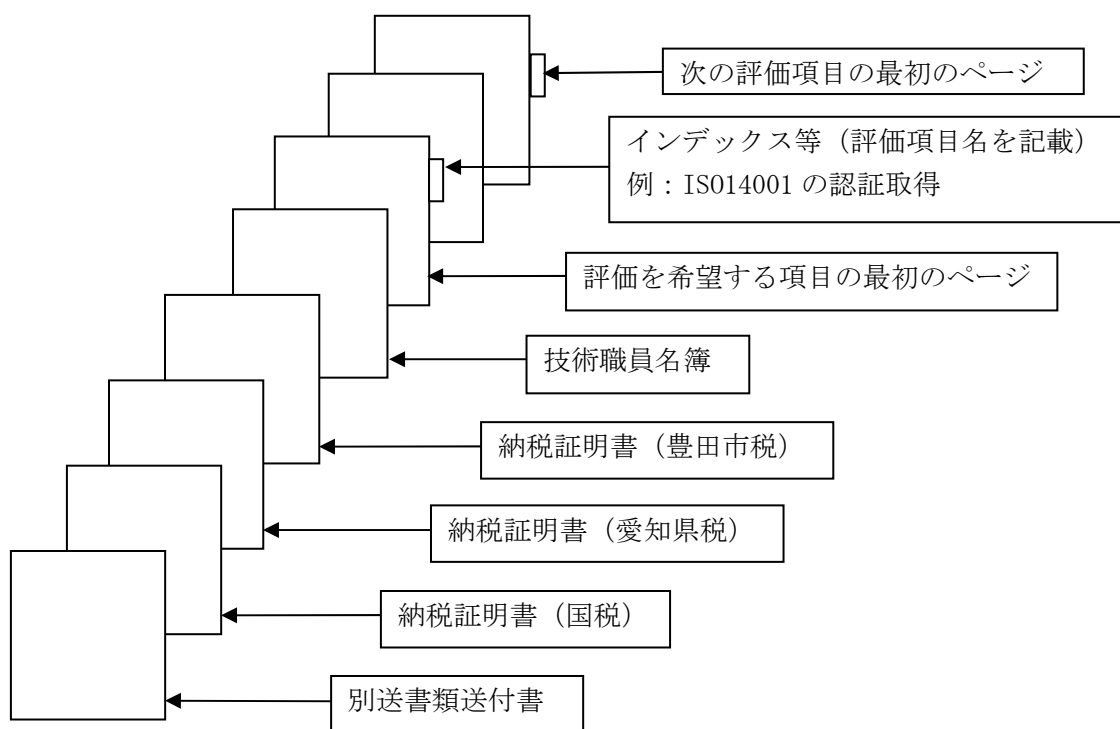 次の評価項目の最初のページ
インデックス等（評価項目名を記載）
例：ISO14001の認証取得
評価を希望する項目の最初のページ
技術職員名簿
納税証明書（豊田市税）
納税証明書（愛知県税）
納税証明書（国税）
別送書類送付書